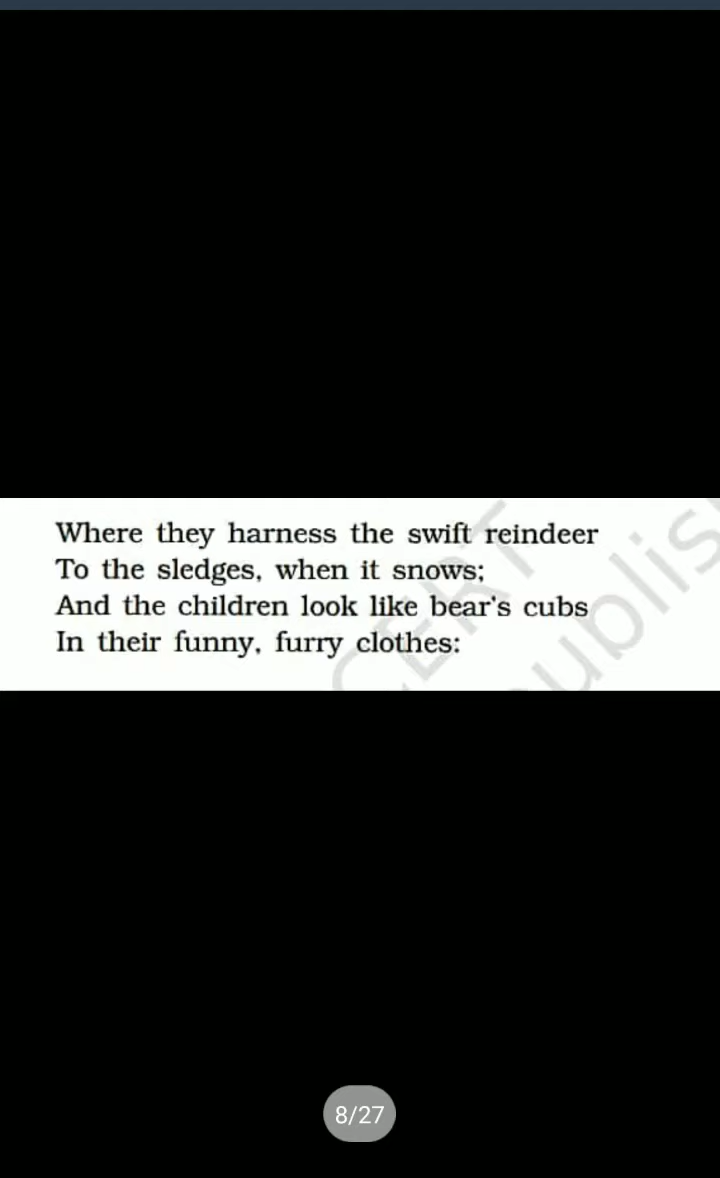 Where they harness the swift reindeer
To the sledges, when it snows;
And the children look like bear's cubs
In their funny, furry clothes:
8/27